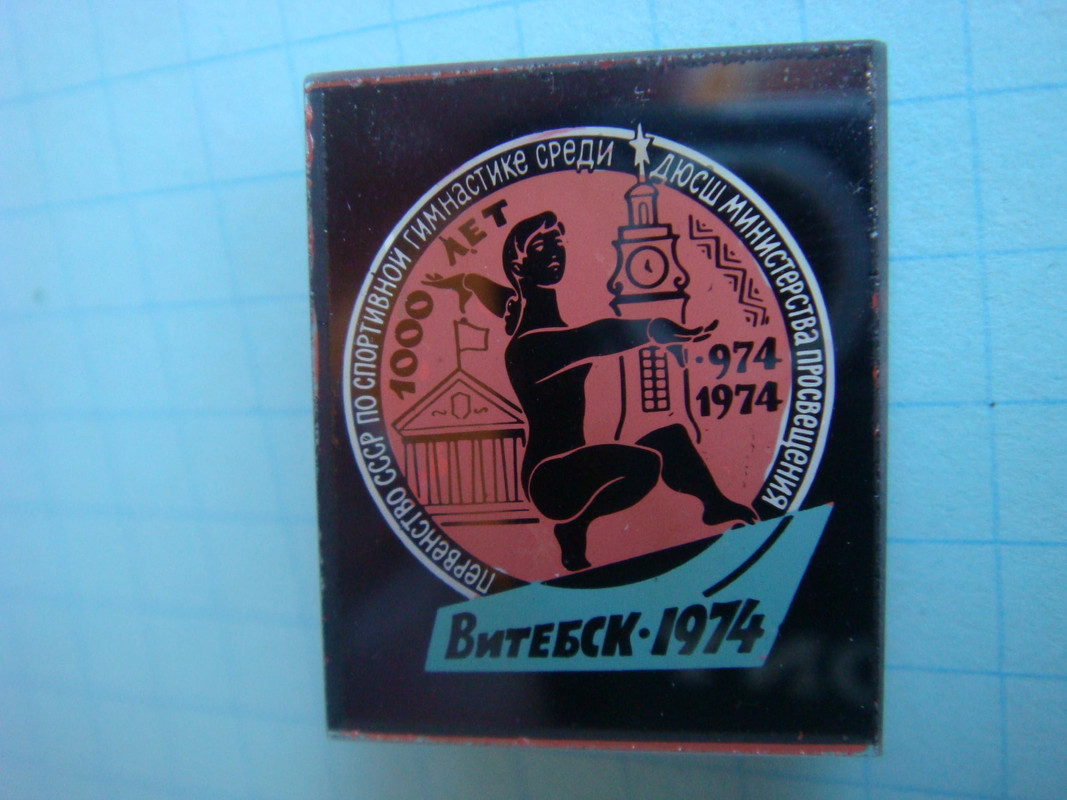 ПЕРВЕНСТВО СССР ПО СПОРТИВНОЙ ГИМНАСТИКЕ СРЕДИ ДЮСШ МИНИСТЕРСТВА ПРОСВЕЩЕНИЯ
1000 ЛЕТ
·974
1974
ВИТЕБСК·1974